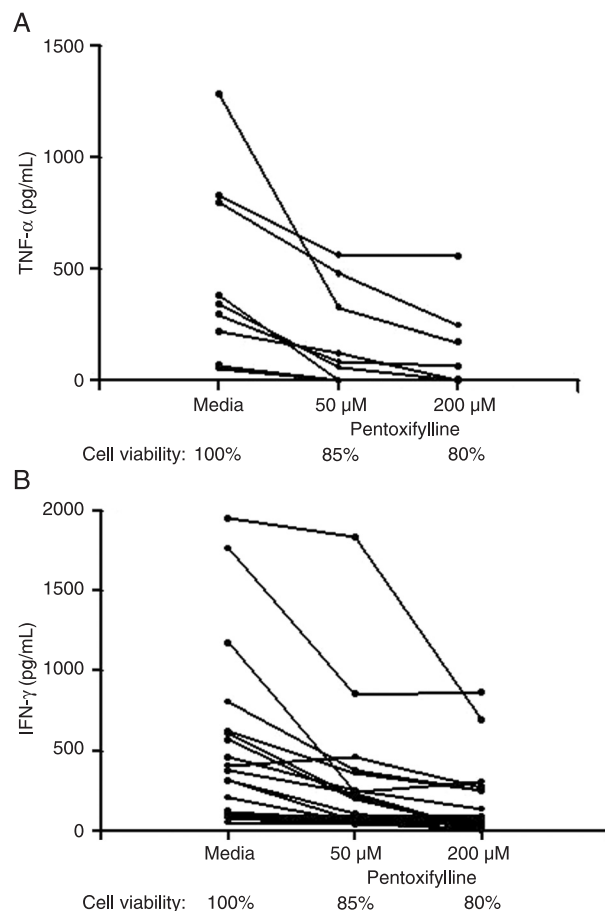 A
1500
1000
500
0
TNF-α (pg/mL)
Media
50 µM
200 µM
Pentoxifylline
Cell viability: 100%
85%
80%
B
2000
1500
1000
500
0
IFN-γ (pg/mL)
Media
50 µM
200 µM
Pentoxifylline
Cell viability: 100%
85%
80%